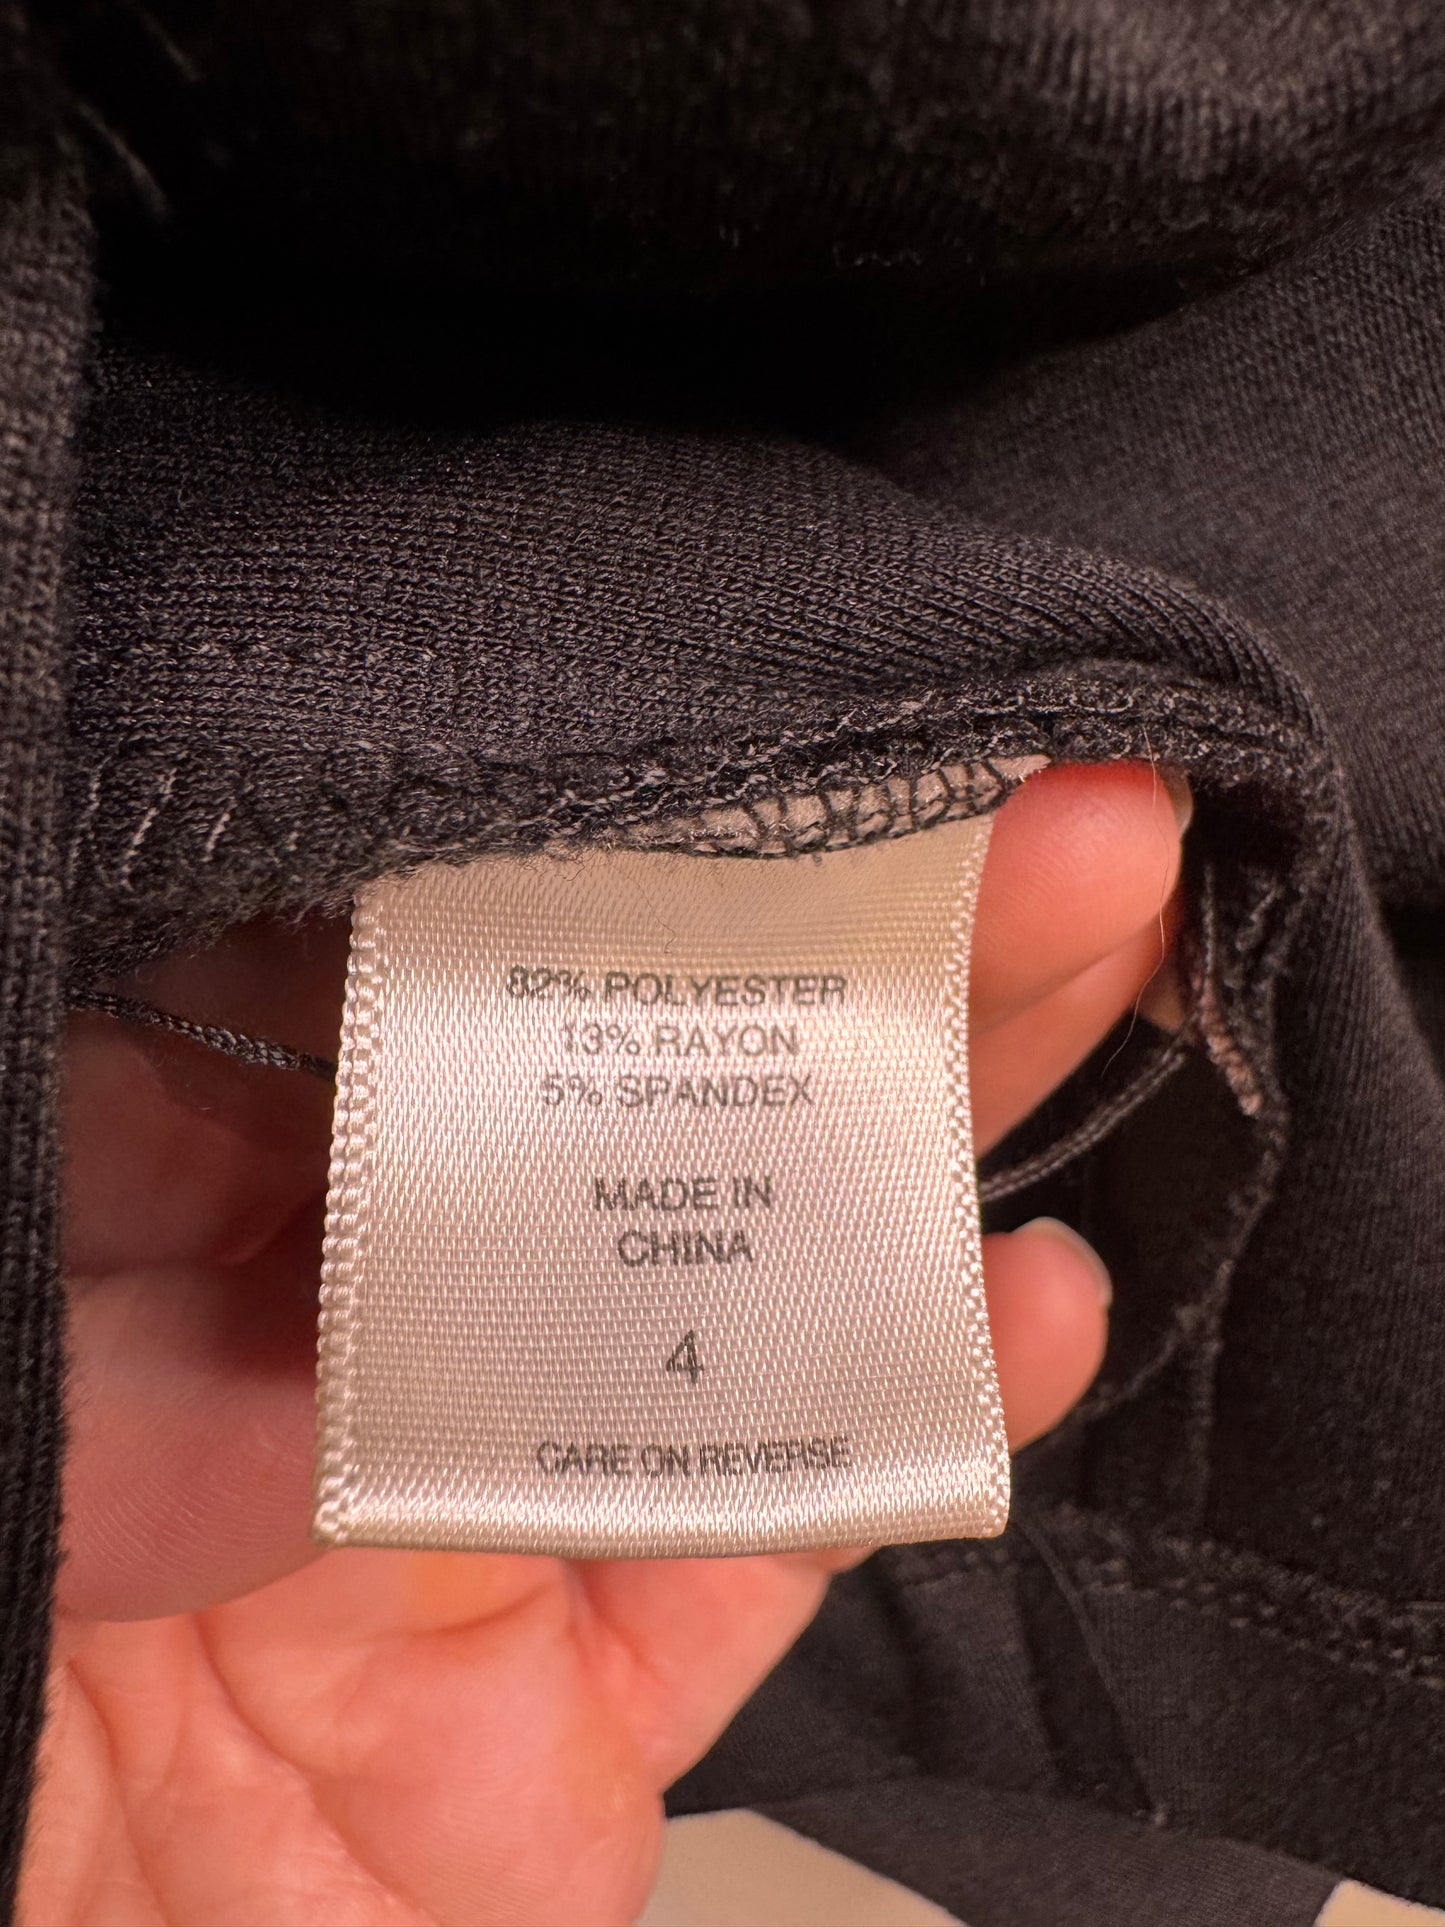 82% POLYESTER
13% RAYON
5% SPANDEX
MADE IN
CHINA
4
CARE ON REVERSE